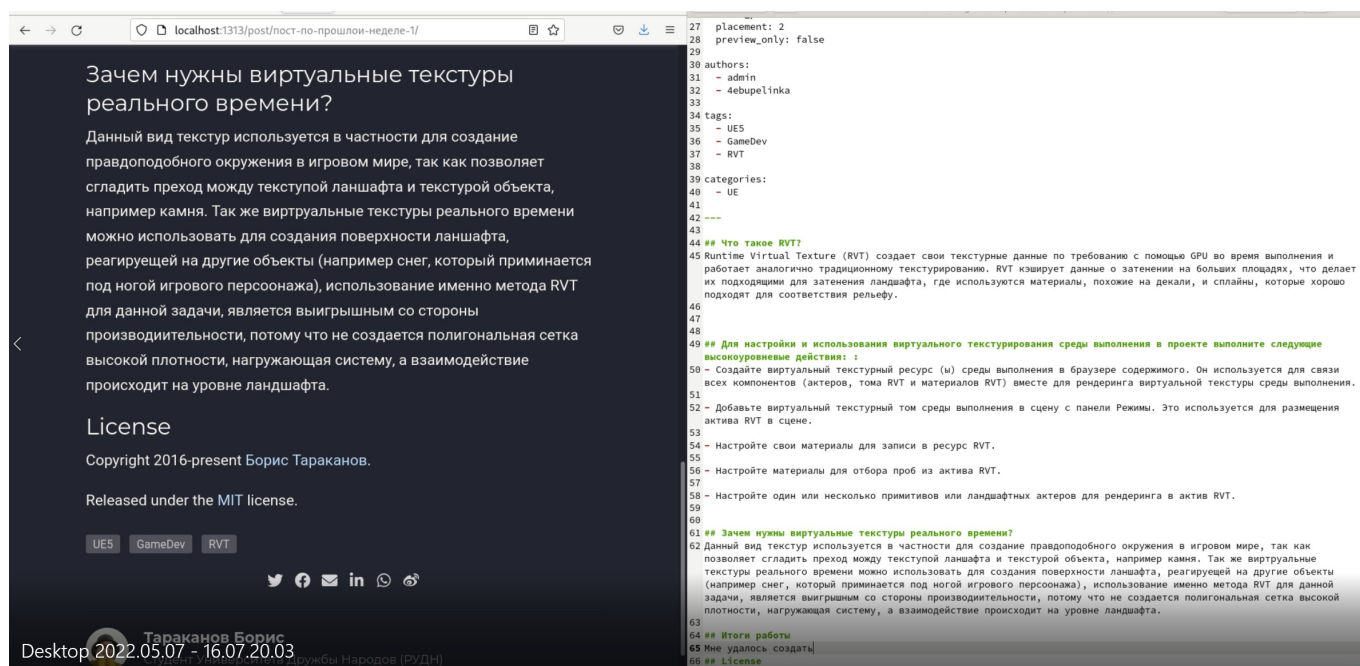 localhost:1313/post/пост-по-прошлои-неделе-1/
Зачем нужны виртуальные текстуры
реального времени?
Данный вид текстур используется в частности для создание
правдоподобного окружения в игровом мире, так как позволяет
сгладить преход между текступой ланшафта и текстурой объекта,
например камня. Так же виртруальные текстуры реального времени
можно использовать для создания поверхности ланшафта,
реагируещей на другие объекты (например снег, который приминается
под ногой игрового персоонажа), использование именно метода RVT
для данной задачи, является выигрышным со стороны
производиительности, потому что не создается полигональная сетка
высокой плотности, нагружающая систему, а взаимодействие
происходит на уровне ландшафта.
License
Copyright 2016-present Борис Тараканов.
Released under the MIT license.
UE5 GameDev RVT
Тараканов Борис
Студент Университета Дружбы Народов (РУДН)
Desktop 2022.05.07 - 16.07.20.03
27 placement: 2
28 preview_only: false
29
30 authors:
31 - admin
32 - 4ebupelinka
33
34 tags:
35 - UE5
36 - GameDev
37 - RVT
38
39 categories:
40 - UE
41
42 ---
43
44 ## Что такое RVT?
45 Runtime Virtual Texture (RVT) создает свои текстурные данные по требованию с помощью GPU во время выполнения и
работает аналогично традиционному текстурированию. RVT кэширует данные о затенении на больших площадях, что делает
их подходящими для затенения ландшафта, где используются материалы, похожие на декали, и сплайны, которые хорошо
подходят для соответствия рельефу.
46
47
48
49 ## Для настройки и использования виртуального текстурирования среды выполнения в проекте выполните следующие
высокоуровневые действия: :
50 - Создайте виртуальный текстурный ресурс (ы) среды выполнения в браузере содержимого. Он используется для связи
всех компонентов (актеров, тома RVT и материалов RVT) вместе для рендеринга виртуальной текстуры среды выполнения.
51
52 - Добавьте виртуальный текстурный том среды выполнения в сцену с панели Режимы. Это используется для размещения
актива RVT в сцене.
53
54 - Настройте свои материалы для записи в ресурс RVT.
55
56 - Настройте материалы для отбора проб из актива RVT.
57
58 - Настройте один или несколько примитивов или ландшафтных актеров для рендеринга в актив RVT.
59
60
61 ## Зачем нужны виртуальные текстуры реального времени?
62 Данный вид текстур используется в частности для создание правдоподобного окружения в игровом мире, так как
позволяет сгладить преход между текступой ланшафта и текстурой объекта, например камня. Так же виртруальные
текстуры реального времени можно использовать для создания поверхности ланшафта, реагируещей на другие объекты
(например снег, который приминается под ногой игрового персоонажа), использование именно метода RVT для данной
задачи, является выигрышным со стороны производиительности, потому что не создается полигональная сетка высокой
плотности, нагружающая систему, а взаимодействие происходит на уровне ландшафта.
63
64 ## Итоги работы
65 Мне удалось создать
66 ## License